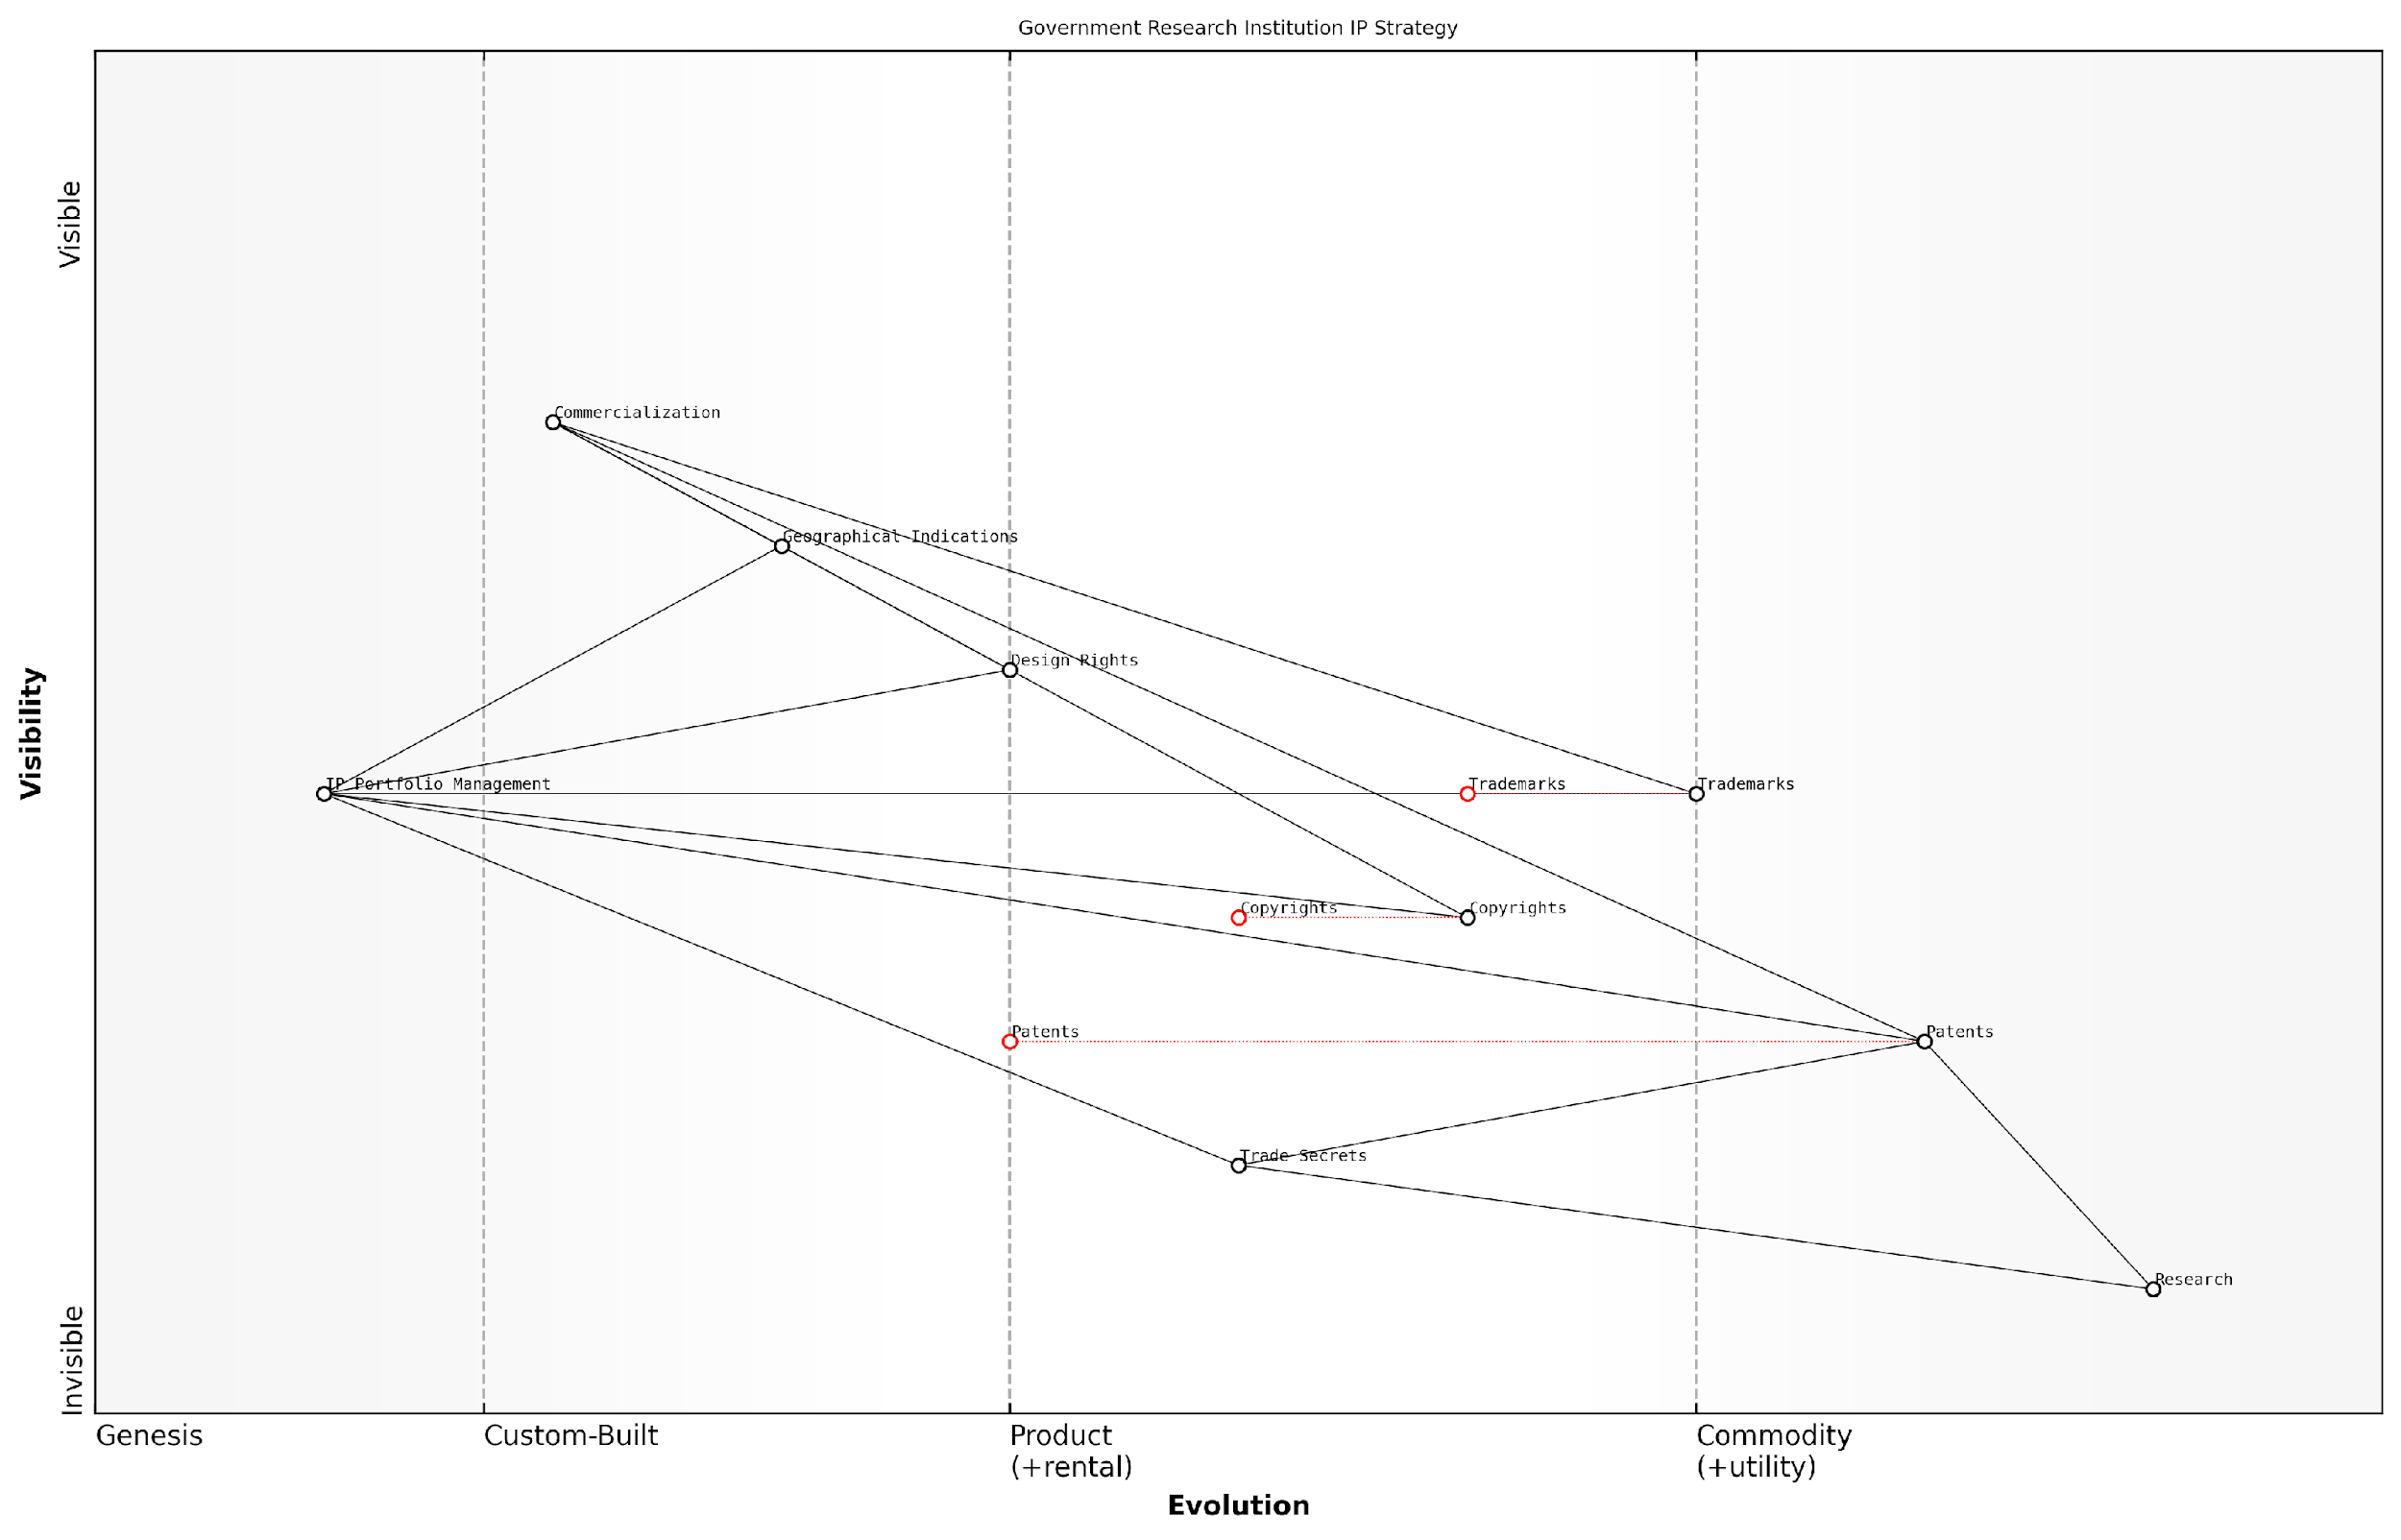 Government Research Institution IP Strategy
Visible
Commercialization
Geographical Indications
Design Rights
Visibility
IP Portfolio Management
Trademarks
Trademarks
Copyrights
Copyrights
Patents
Patents
Trade Secrets
Research
Invisible
Genesis
Custom-Built
Product
(+rental)
Commodity
(+utility)
Evolution